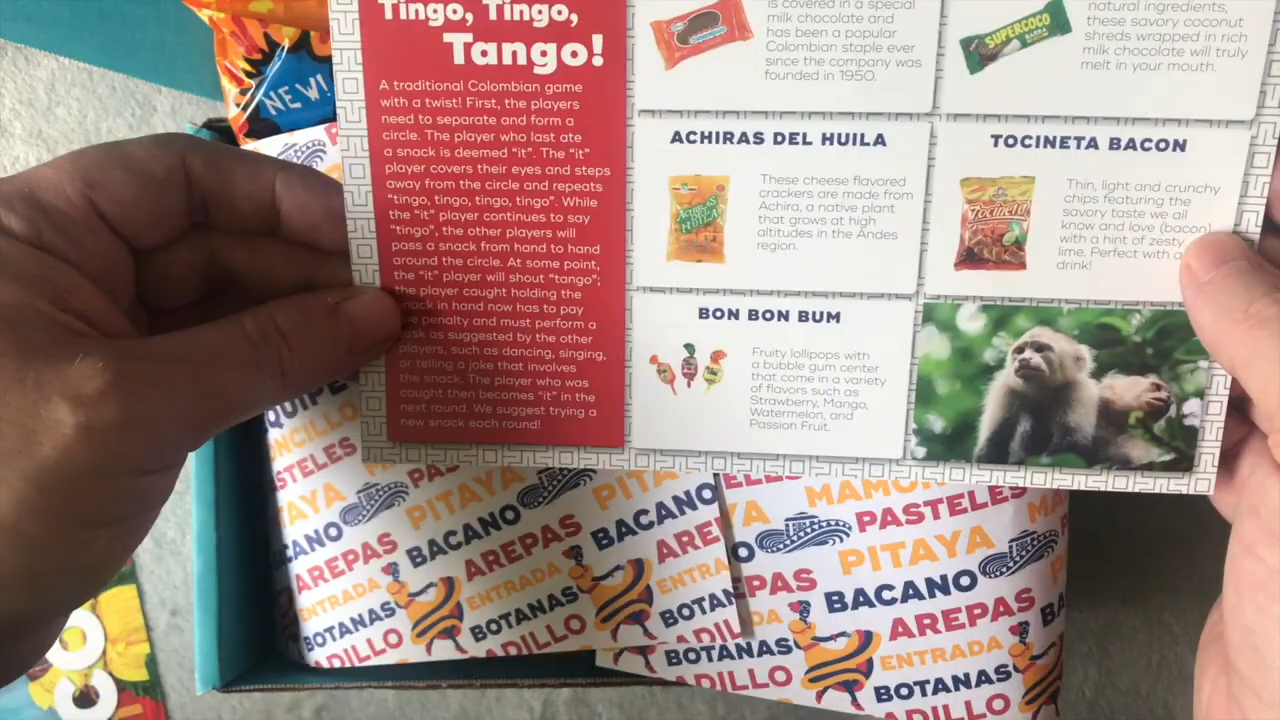 NEW!
Tingo, Tingo,
Tango!
A traditional Colombian game
with a twist! First, the players
need to separate and form a
circle. The player who last ate
a snack is deemed “it”. The “it”
player covers their eyes and steps
away from the circle and repeats
“tingo, tingo, tingo, tingo”. While
the “it” player continues to say
“tingo”, the other players will
pass a snack from hand to hand
around the circle. At some point,
the “it” player will shout “tango”;
the player caught holding the
in hand now has to pay
penalty and must perform a
as suggested by the other
players, such as dancing, singing,
or telling a joke that involves
the snack. The player who was
caught then becomes “it” in the
next round. We suggest trying a
new snack each round!
is covered in a special
milk chocolate and
has been a popular
Colombian staple ever
since the company was
founded in 1950.
SUPERCOCO
natural ingredients,
these savory coconut
shreds wrapped in rich
milk chocolate will truly
melt in your mouth.
ACHIRAS DEL HUILA
ACHIRAS
DEL
HUILA
These cheese flavored
crackers are made from
Achira, a native plant
that grows at high
altitudes in the Andes
region.
TOCINETA BACON
Tocineta
Thin, light and crunchy
chips featuring the
savory taste we all
know and love (bacon)
with a hint of zesty
lime. Perfect with a
drink!
BON BON BUM
Fruity lollipops with
a bubble gum center
that come in a variety
of flavors such as
Strawberry, Mango,
Watermelon, and
Passion Fruit.
PASTELES
PITAYA
BACANO
AREPAS
ENTRADA
BOTANAS
BACANO
AREPAS
ENTRADA
BOTANAS
PASTELES
PITAYA
BACANO
AREPAS
ENTRADA
BOTANAS